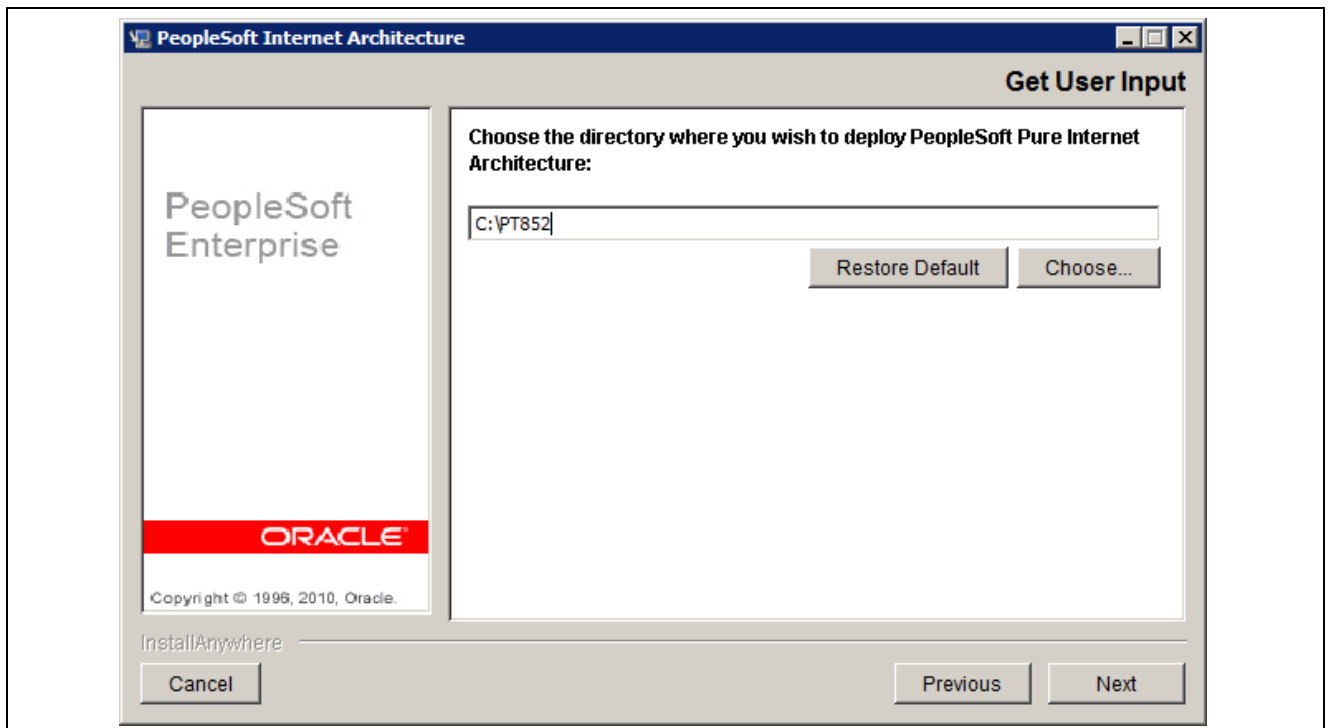 PeopleSoft Internet Architecture
Get User Input
PeopleSoft
Enterprise
ORACLE®
Copyright © 1996, 2010, Oracle.
Choose the directory where you wish to deploy PeopleSoft Pure Internet
Architecture:
C:\PT852
Restore Default
Choose...
InstallAnywhere
Cancel
Previous
Next